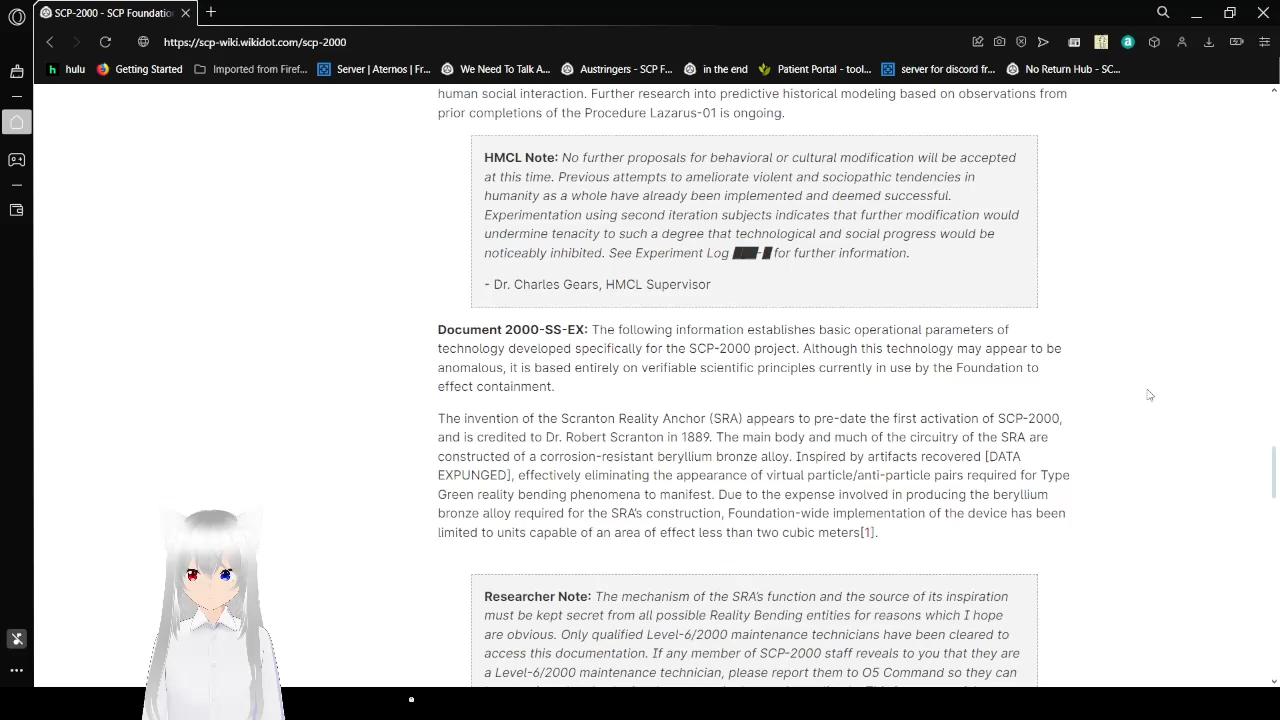 SCP-2000 - SCP Foundatio
https://scp-wiki.wikidot.com/scp-2000
hulu
Getting Started
Imported from Firef...
Server | Aternos | Fr...
We Need To Talk A...
Austringers - SCP F...
in the end
Patient Portal - tool...
server for discord fr...
No Return Hub - SC...
human social interaction. Further research into predictive historical modeling based on observations from
prior completions of the Procedure Lazarus-01 is ongoing.
HMCL Note: No further proposals for behavioral or cultural modification will be accepted
at this time. Previous attempts to ameliorate violent and sociopathic tendencies in
humanity as a whole have already been implemented and deemed successful.
Experimentation using second iteration subjects indicates that further modification would
undermine tenacity to such a degree that technological and social progress would be
noticeably inhibited. See Experiment Log ███-█ for further information.
- Dr. Charles Gears, HMCL Supervisor
Document 2000-SS-EX: The following information establishes basic operational parameters of
technology developed specifically for the SCP-2000 project. Although this technology may appear to be
anomalous, it is based entirely on verifiable scientific principles currently in use by the Foundation to
effect containment.
The invention of the Scranton Reality Anchor (SRA) appears to pre-date the first activation of SCP-2000,
and is credited to Dr. Robert Scranton in 1889. The main body and much of the circuitry of the SRA are
constructed of a corrosion-resistant beryllium bronze alloy. Inspired by artifacts recovered [DATA
EXPUNGED], effectively eliminating the appearance of virtual particle/anti-particle pairs required for Type
Green reality bending phenomena to manifest. Due to the expense involved in producing the beryllium
bronze alloy required for the SRA's construction, Foundation-wide implementation of the device has been
limited to units capable of an area of effect less than two cubic meters[1].
Researcher Note: The mechanism of the SRA's function and the source of its inspiration
must be kept secret from all possible Reality Bending entities for reasons which I hope
are obvious. Only qualified Level-6/2000 maintenance technicians have been cleared to
access this documentation. If any member of SCP-2000 staff reveals to you that they are
a Level-6/2000 maintenance technician, please report them to O5 Command so they can